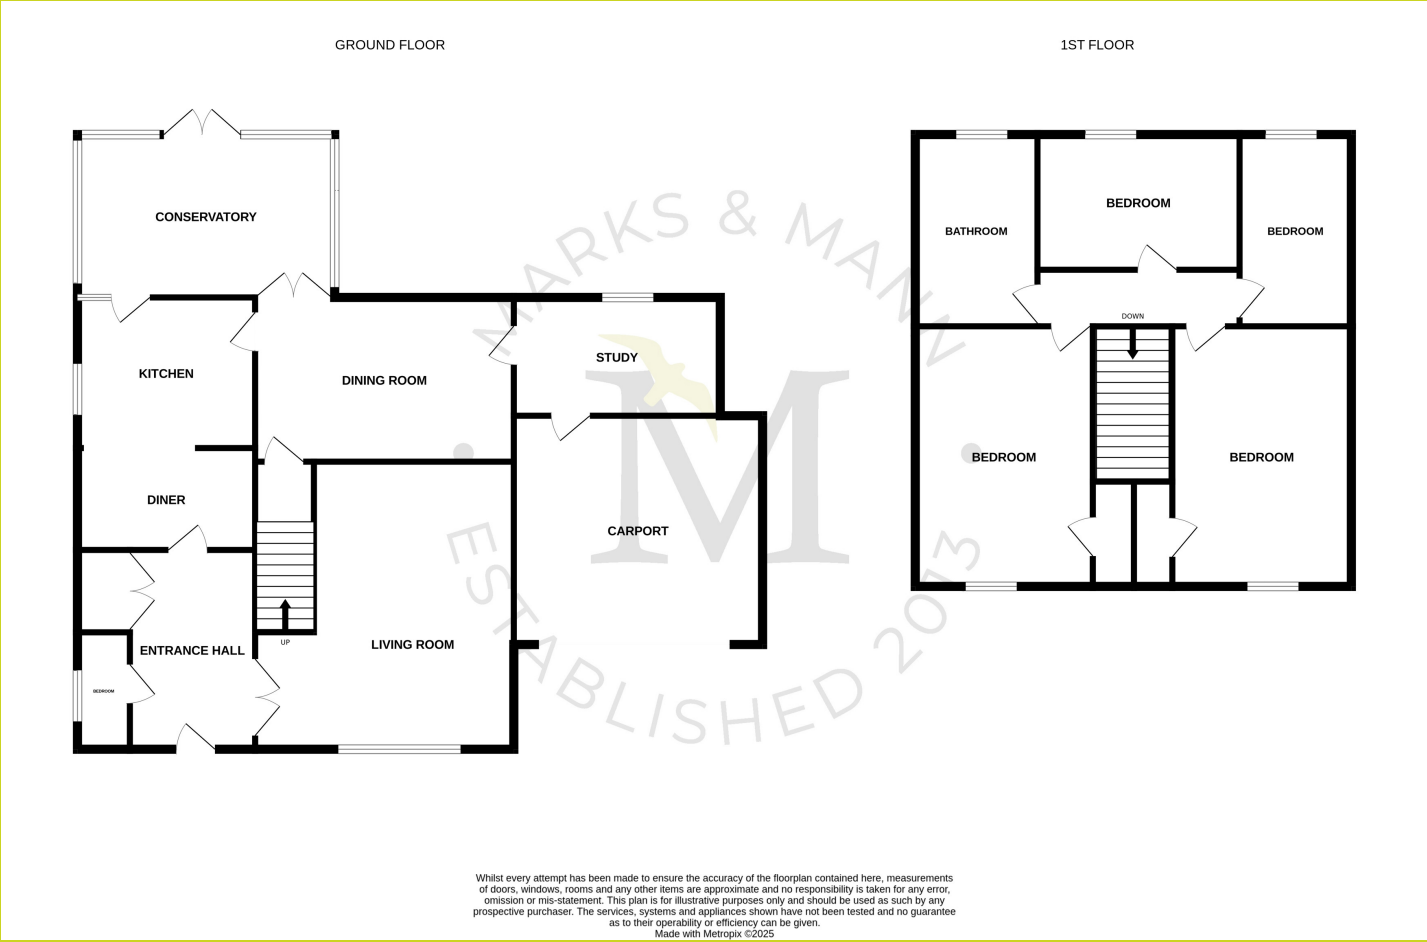 GROUND FLOOR
1ST FLOOR
CONSERVATORY
KITCHEN
DINING ROOM
STUDY
DINER
CARPORT
ENTRANCE HALL
UP
LIVING ROOM
BEDROOM
BATHROOM
BEDROOM
BEDROOM
DOWN
BEDROOM
BEDROOM
MARKS & MANN
M
ESTABLISHED 2013
Whilst every attempt has been made to ensure the accuracy of the floorplan contained here, measurements
of doors, windows, rooms and any other items are approximate and no responsibility is taken for any error,
omission or mis-statement. This plan is for illustrative purposes only and should be used as such by any
prospective purchaser. The services, systems and appliances shown have not been tested and no guarantee
as to their operability or efficiency can be given.
Made with Metropix ©2025